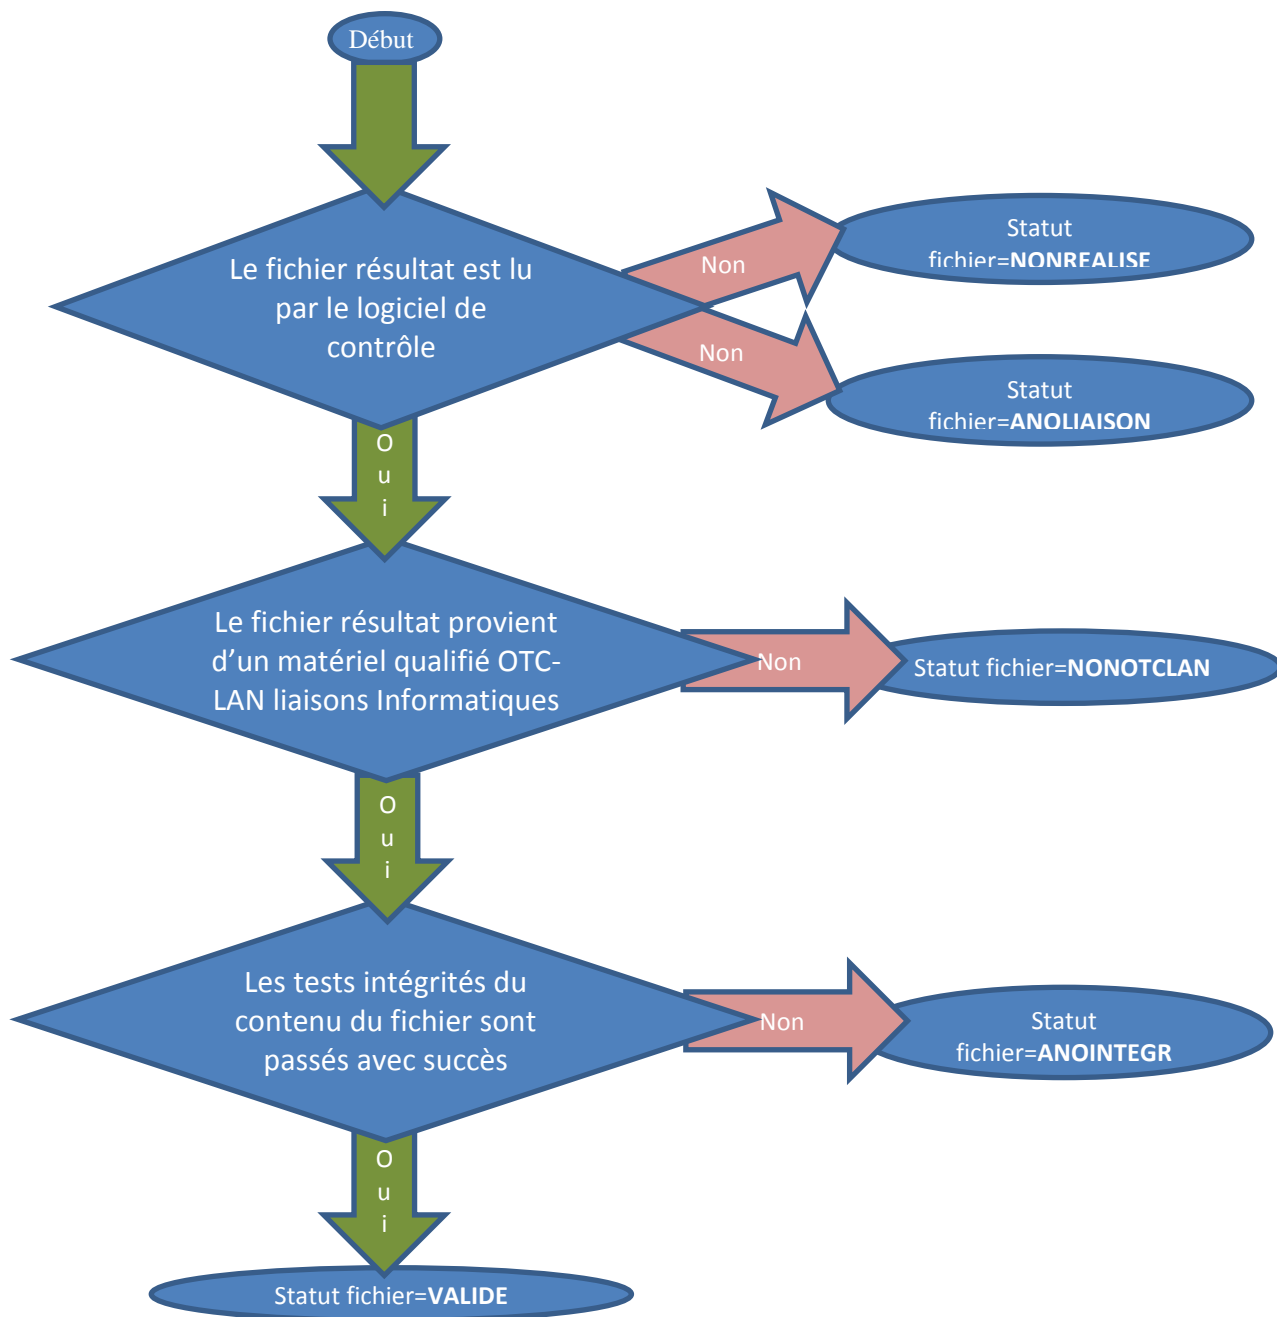 Début
Le fichier résultat est lu
par le logiciel de
contrôle
Non
Statut
fichier=NONREALISE
Non
Statut
fichier=ANOLIAISON
O
u
i
Le fichier résultat provient
d’un matériel qualifié OTC-
LAN liaisons Informatiques
Non
Statut fichier=NONOTCLAN
O
u
i
Les tests intégrités du
contenu du fichier sont
passés avec succès
Non
Statut
fichier=ANOINTEGR
O
u
i
Statut fichier=VALIDE